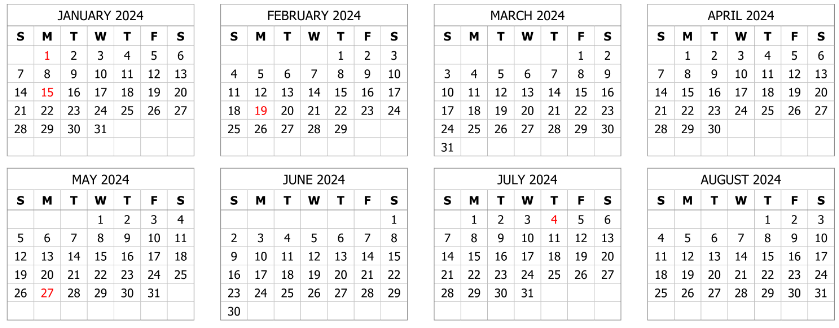 JANUARY 2024
S M T W T F S
1 2 3 4 5 6
7 8 9 10 11 12 13
14 15 16 17 18 19 20
21 22 23 24 25 26 27
28 29 30 31
FEBRUARY 2024
S M T W T F S
1 2 3
4 5 6 7 8 9 10
11 12 13 14 15 16 17
18 19 20 21 22 23 24
25 26 27 28 29
MARCH 2024
S M T W T F S
1 2
3 4 5 6 7 8 9
10 11 12 13 14 15 16
17 18 19 20 21 22 23
24 25 26 27 28 29 30
31
APRIL 2024
S M T W T F S
1 2 3 4 5 6
7 8 9 10 11 12 13
14 15 16 17 18 19 20
21 22 23 24 25 26 27
28 29 30
MAY 2024
S M T W T F S
1 2 3 4
5 6 7 8 9 10 11
12 13 14 15 16 17 18
19 20 21 22 23 24 25
26 27 28 29 30 31
JUNE 2024
S M T W T F S
1
2 3 4 5 6 7 8
9 10 11 12 13 14 15
16 17 18 19 20 21 22
23 24 25 26 27 28 29
30
JULY 2024
S M T W T F S
1 2 3 4 5 6
7 8 9 10 11 12 13
14 15 16 17 18 19 20
21 22 23 24 25 26 27
28 29 30 31
AUGUST 2024
S M T W T F S
1 2 3
4 5 6 7 8 9 10
11 12 13 14 15 16 17
18 19 20 21 22 23 24
25 26 27 28 29 30 31